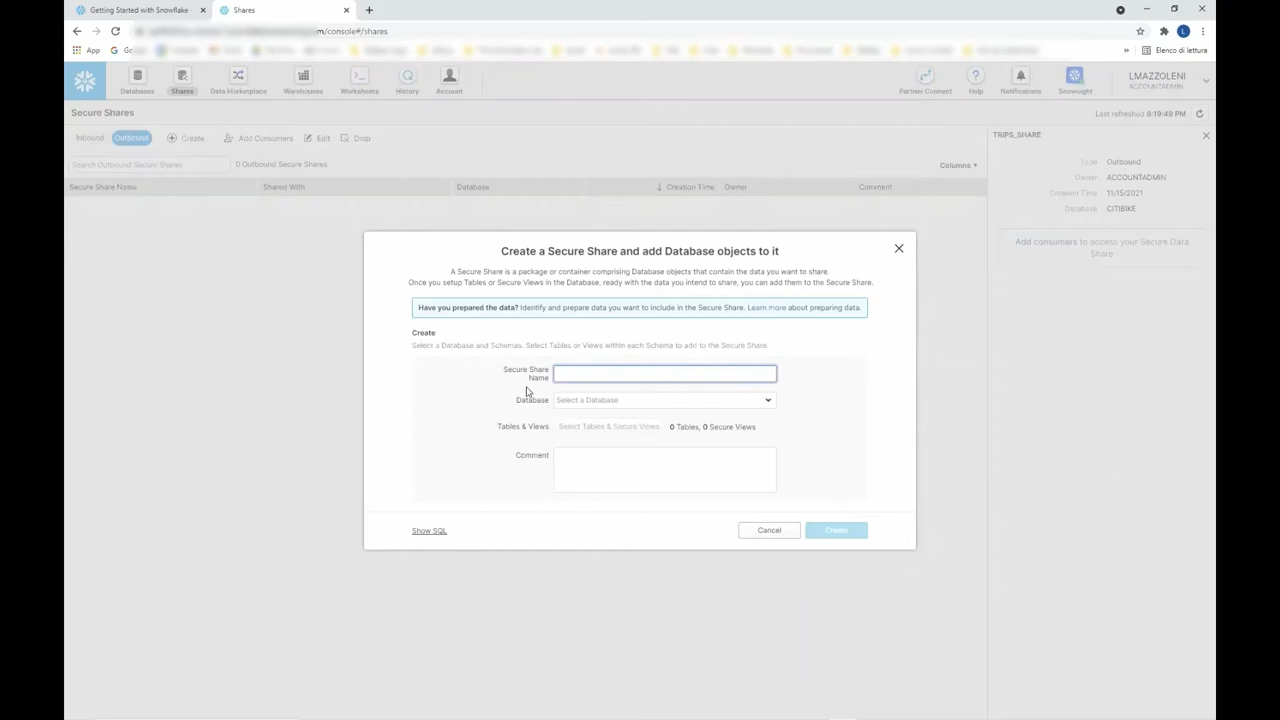 Getting Started with Snowflake
Shares
m/console#/shares
App
Elenco di lettura
Databases
Shares
Data Marketplace
Warehouses
Worksheets
History
Account
Partner Connect
Help
Notifications
Snowsight
LMAZZOLENI
ACCOUNTADMIN
Secure Shares
Last refreshed 6:19:49 PM
Inbound
Outbound
Create
Add Consumers
Edit
Drop
Search Outbound Secure Shares
0 Outbound Secure Shares
Columns
Secure Share Name
Shared With
Database
Creation Time
Owner
Comment
TRIPS_SHARE
Type Outbound
Owner ACCOUNTADMIN
Creation Time 11/15/2021
Database CITIBIKE
Add consumers to access your Secure Data
Share
Create a Secure Share and add Database objects to it
A Secure Share is a package or container comprising Database objects that contain the data you want to share.
Once you setup Tables or Secure Views in the Database, ready with the data you intend to share, you can add them to the Secure Share.
Have you prepared the data? Identify and prepare data you want to include in the Secure Share. Learn more about preparing data.
Create
Select a Database and Schemas. Select Tables or Views within each Schema to add to the Secure Share.
Secure Share
Name
Database Select a Database
Tables & Views Select Tables & Secure Views 0 Tables, 0 Secure Views
Comment
Show SQL
Cancel
Create